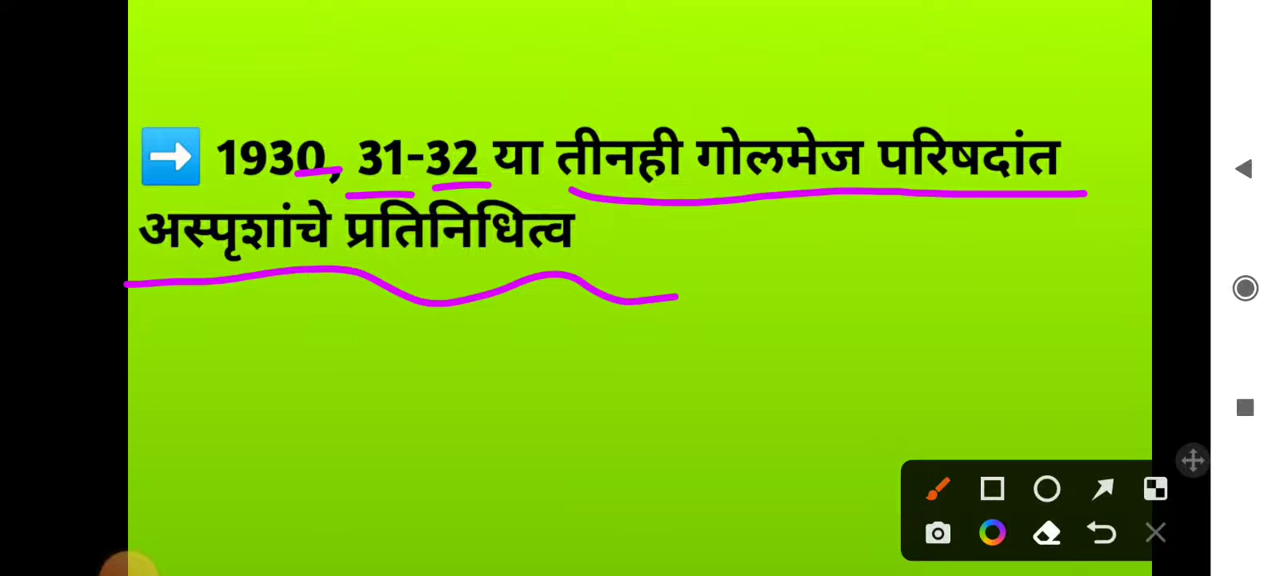 ➡️ 1930, 31-32 या तीनही गोलमेज परिषदांत
अस्पृशांचे प्रतिनिधित्व